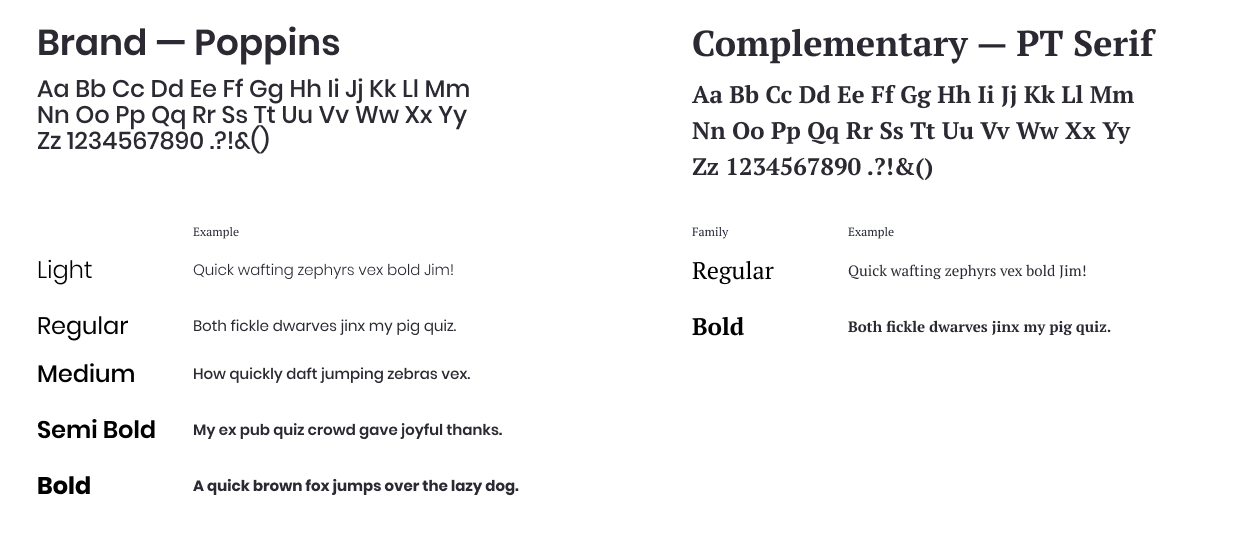 Brand — Poppins
Aa Bb Cc Dd Ee Ff Gg Hh Ii Jj Kk Ll Mm
Nn Oo Pp Qq Rr Ss Tt Uu Vv Ww Xx Yy
Zz 1234567890 .?!&()
Example
Light Quick wafting zephyrs vex bold Jim!
Regular Both fickle dwarves jinx my pig quiz.
Medium How quickly daft jumping zebras vex.
Semi Bold My ex pub quiz crowd gave joyful thanks.
Bold A quick brown fox jumps over the lazy dog.
Complementary — PT Serif
Aa Bb Cc Dd Ee Ff Gg Hh Ii Jj Kk Ll Mm
Nn Oo Pp Qq Rr Ss Tt Uu Vv Ww Xx Yy
Zz 1234567890 .?!&()
Family Example
Regular Quick wafting zephyrs vex bold Jim!
Bold Both fickle dwarves jinx my pig quiz.